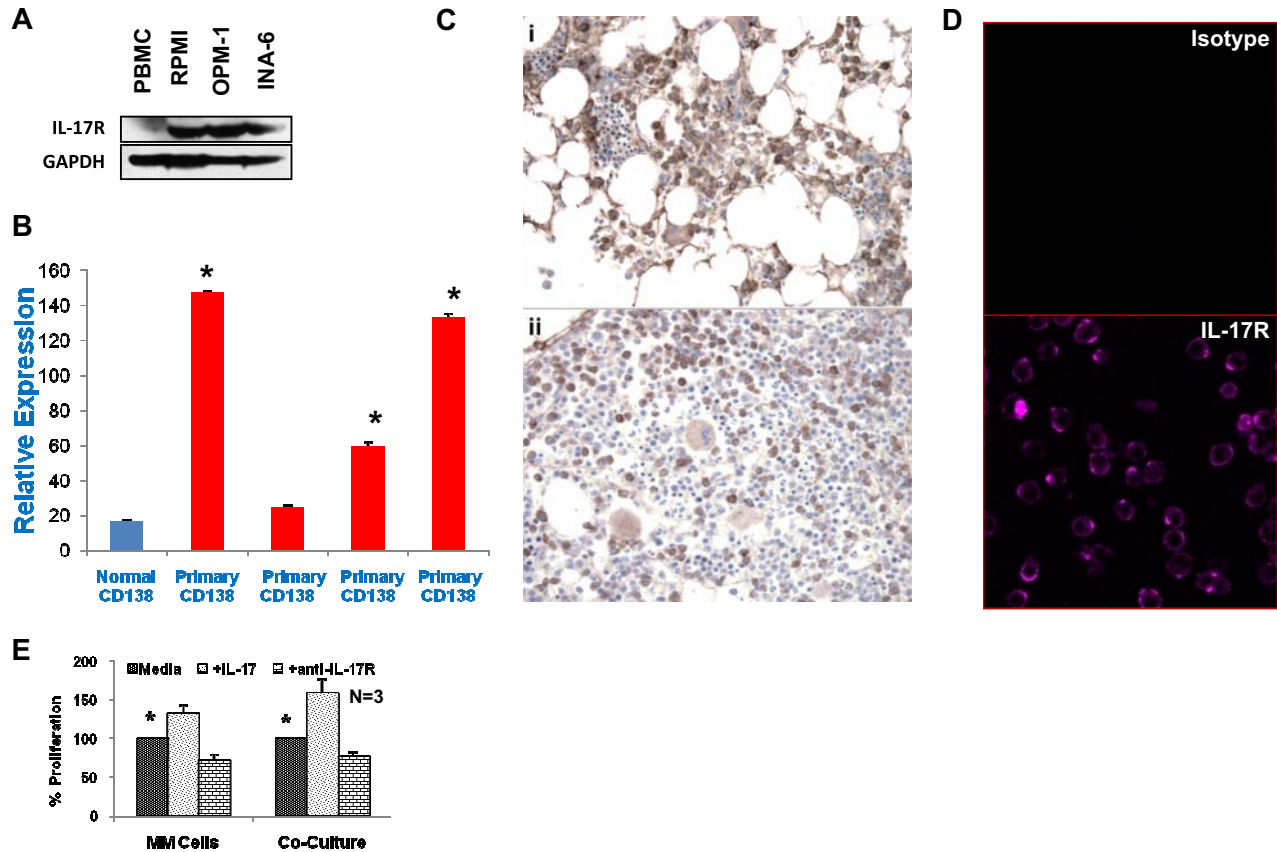 A
PBMC
RPMI
OPM-1
INA-6
IL-17R
GAPDH
B
Relative Expression
160
140
120
100
80
60
40
20
0
*
*
*
Normal CD138
Primary CD138
Primary CD138
Primary CD138
Primary CD138
C
i
ii
D
Isotype
IL-17R
E
% Proliferation
200
150
100
50
0
Media +IL-17 +anti-IL-17R
N=3
*
*
MM Cells
Co-Culture